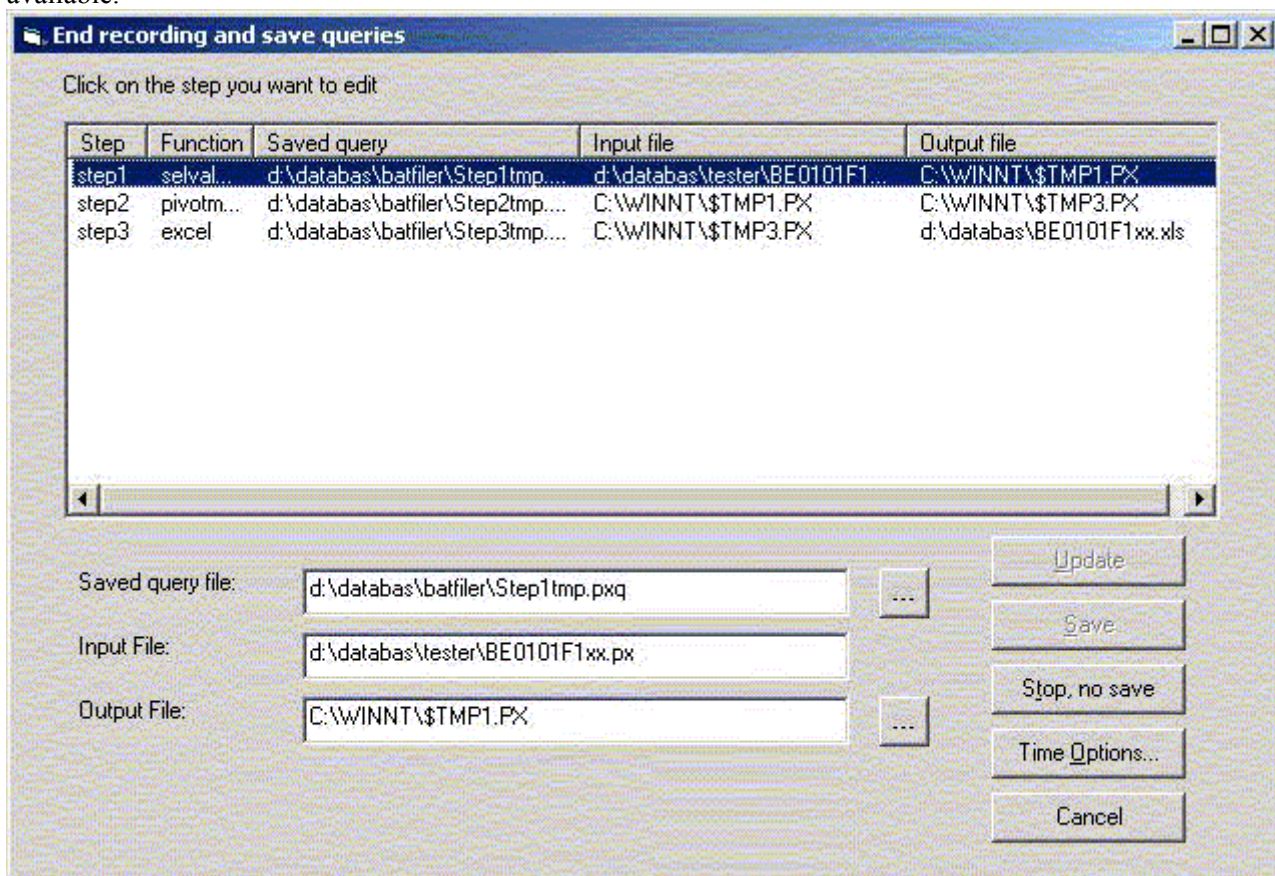 available.
End recording and save queries
Click on the step you want to edit
Step Function Saved query Input file Output file
step1 selval... d:\databas\batfiler\Step1tmp.... d:\databas\tester\BE0101F1... C:\WINNT\$TMP1.PX
step2 pivotm... d:\databas\batfiler\Step2tmp.... C:\WINNT\$TMP1.PX C:\WINNT\$TMP3.PX
step3 excel d:\databas\batfiler\Step3tmp.... C:\WINNT\$TMP3.PX d:\databas\BE0101F1xx.xls
Update
Saved query file: d:\databas\batfiler\Step1tmp.pxq ...
Save
Input File: d:\databas\tester\BE0101F1xx.px
Stop, no save
Output File: C:\WINNT\$TMP1.PX ...
Time Options...
Cancel